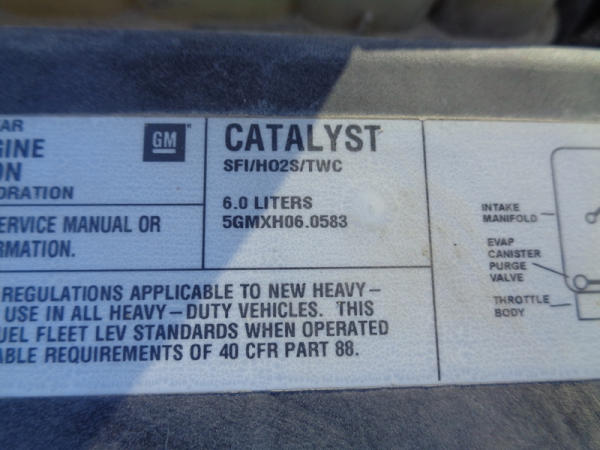 AR
GINE
ON
ORATION
GM
CATALYST
SFI/HO2S/TWC
6.0 LITERS
5GMXH06.0583
ERVICE MANUAL OR
RMATION.
REGULATIONS APPLICABLE TO NEW HEAVY-
USE IN ALL HEAVY-DUTY VEHICLES. THIS
UEL FLEET LEV STANDARDS WHEN OPERATED
ABLE REQUIREMENTS OF 40 CFR PART 88.
INTAKE
MANIFOLD
EVAP
CANISTER
PURGE
VALVE
THROTTLE
BODY